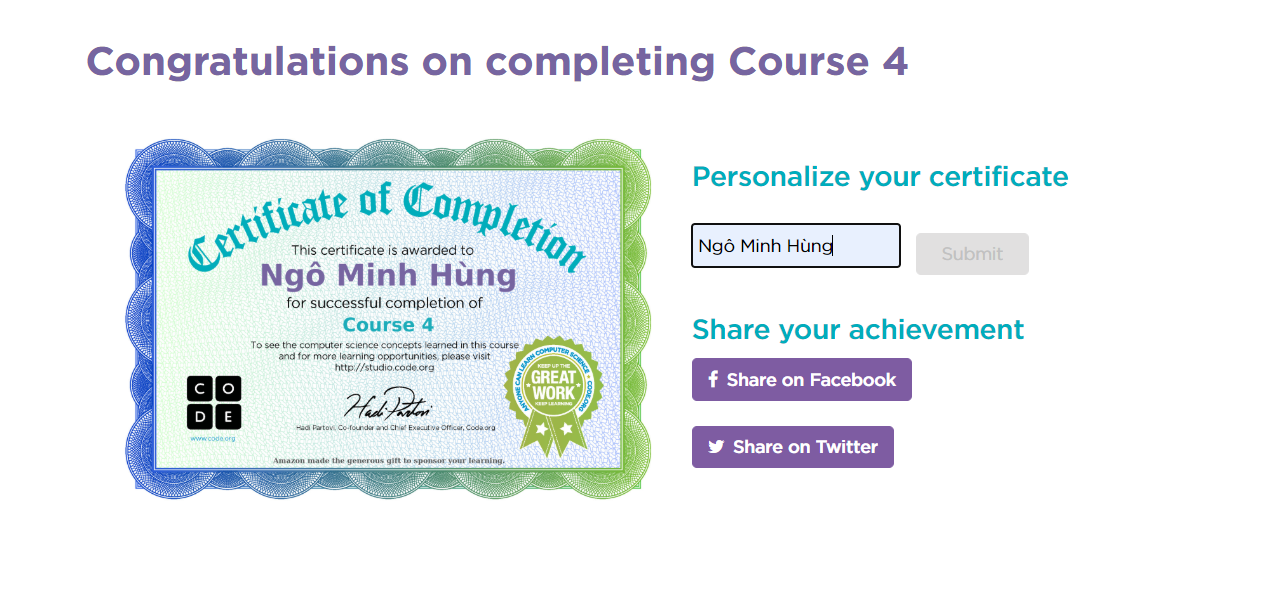 Congratulations on completing Course 4
Certificate of Completion
This certificate is awarded to
Ngô Minh Hùng
for successful completion of
Course 4
To see the computer science concepts learned in this course
and for more learning opportunities, please visit
http://studio.code.org
C O
D E
www.code.org
Hadi Partovi
Hadi Partovi, Co-founder and Chief Executive Officer, Code.org
ANYONE CAN LEARN COMPUTER SCIENCE • CODE.ORG
KEEP UP THE
GREAT
WORK
KEEP LEARNING
Amazon made the generous gift to sponsor your learning.
Personalize your certificate
Ngô Minh Hùng
Submit
Share your achievement
Share on Facebook
Share on Twitter